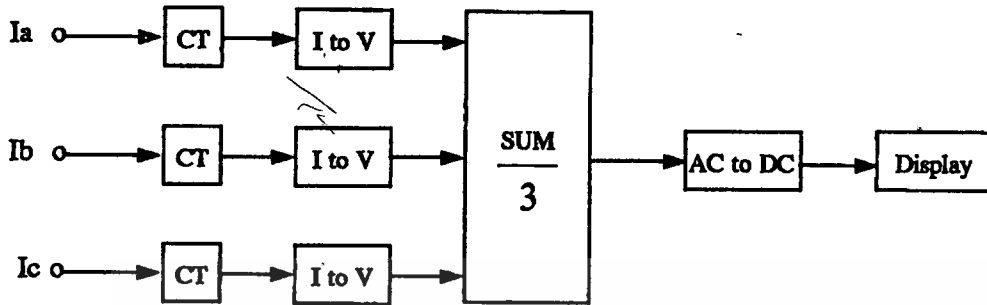 Ia CT I to V
Ib CT I to V SUM 3 AC to DC Display
Ic CT I to V